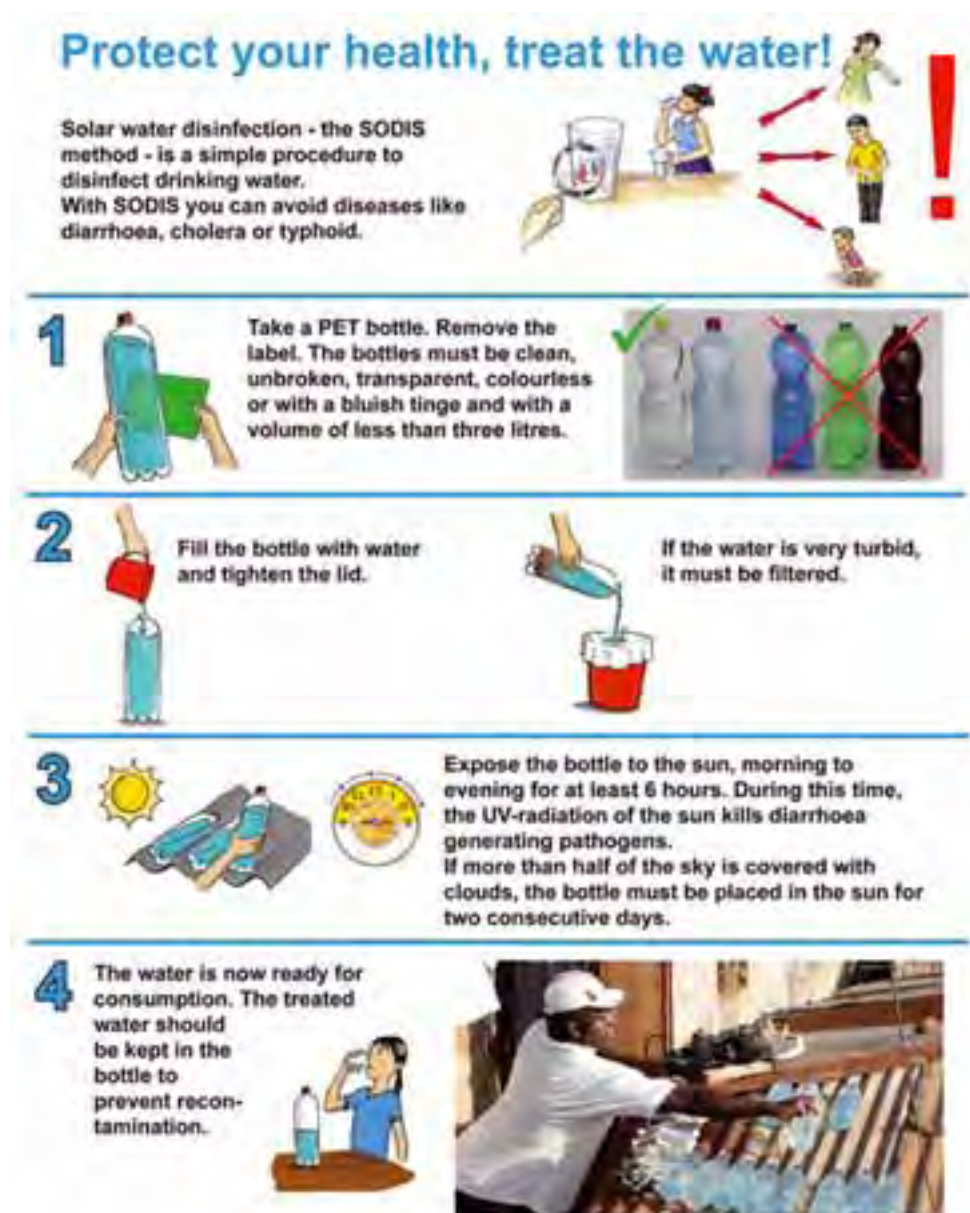 Protect your health, treat the water!
Solar water disinfection - the SODIS
method - is a simple procedure to
disinfect drinking water.
With SODIS you can avoid diseases like
diarrhoea, cholera or typhoid.
!
1
Take a PET bottle. Remove the
label. The bottles must be clean,
unbroken, transparent, colourless
or with a bluish tinge and with a
volume of less than three litres.
2
Fill the bottle with water
and tighten the lid.
If the water is very turbid,
it must be filtered.
3
Expose the bottle to the sun, morning to
evening for at least 6 hours. During this time,
the UV-radiation of the sun kills diarrhoea
generating pathogens.
If more than half of the sky is covered with
clouds, the bottle must be placed in the sun for
two consecutive days.
4
The water is now ready for
consumption. The treated
water should
be kept in the
bottle to
prevent recon-
tamination.